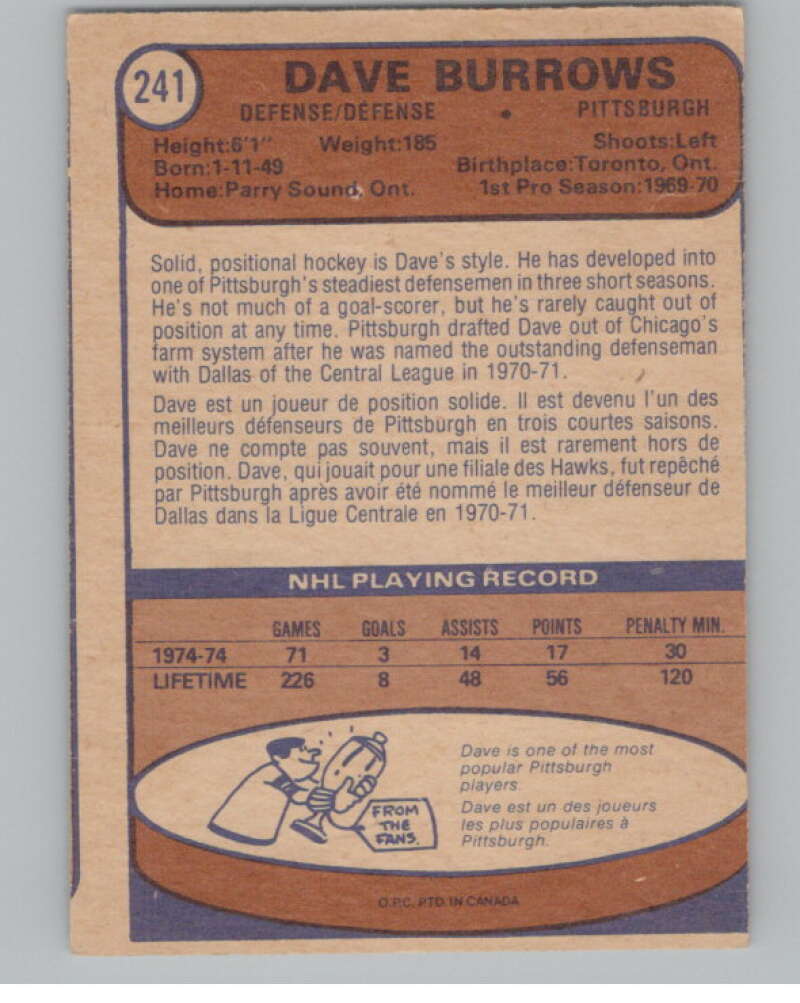 241
DAVE BURROWS
DEFENSE/DÉFENSE • PITTSBURGH
Height:6'1" Weight:185 Shoots:Left
Born:1-11-49 Birthplace:Toronto, Ont.
Home:Parry Sound, Ont. 1st Pro Season:1969-70
Solid, positional hockey is Dave's style. He has developed into
one of Pittsburgh's steadiest defensemen in three short seasons.
He's not much of a goal-scorer, but he's rarely caught out of
position at any time. Pittsburgh drafted Dave out of Chicago's
farm system after he was named the outstanding defenseman
with Dallas of the Central League in 1970-71.
Dave est un joueur de position solide. Il est devenu l'un des
meilleurs défenseurs de Pittsburgh en trois courtes saisons.
Dave ne compte pas souvent, mais il est rarement hors de
position. Dave, qui jouait pour une filiale des Hawks, fut repêché
par Pittsburgh après avoir été nommé le meilleur défenseur de
Dallas dans la Ligue Centrale en 1970-71.
NHL PLAYING RECORD
GAMES GOALS ASSISTS POINTS PENALTY MIN.
1974-74 71 3 14 17 30
LIFETIME 226 8 48 56 120
Dave is one of the most
popular Pittsburgh
players.
Dave est un des joueurs
les plus populaires à
Pittsburgh.
FROM
THE
FANS.
O.P.C. PTD. IN CANADA